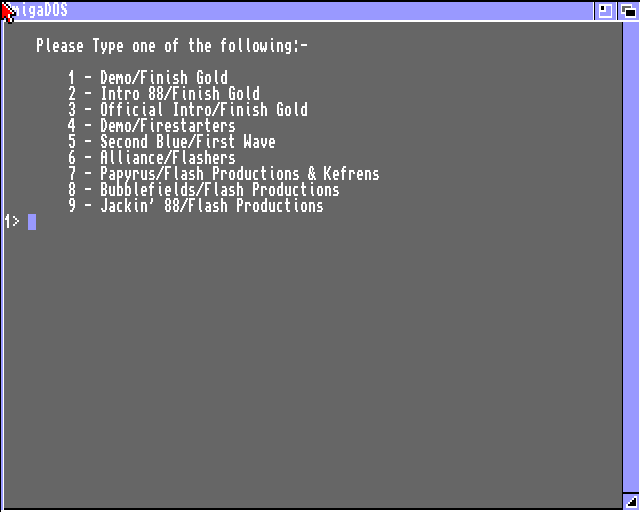 AmigaDOS
Please Type one of the following:-
1 - Demo/Finish Gold
2 - Intro 88/Finish Gold
3 - Official Intro/Finish Gold
4 - Demo/Firestarters
5 - Second Blue/First Wave
6 - Alliance/Flashers
7 - Papyrus/Flash Productions & Kefrens
8 - Bubblefields/Flash Productions
9 - Jackin' 88/Flash Productions
1>